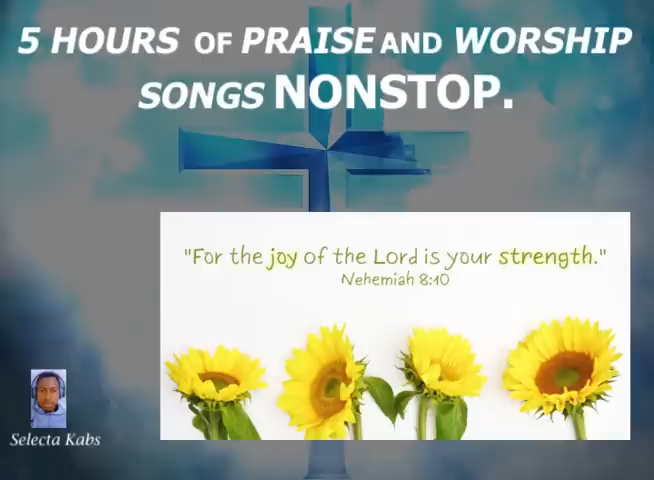 5 HOURS OF PRAISE AND WORSHIP
SONGS NONSTOP.
"For the joy of the Lord is your strength."
Nehemiah 8:10
Selecta Kabs